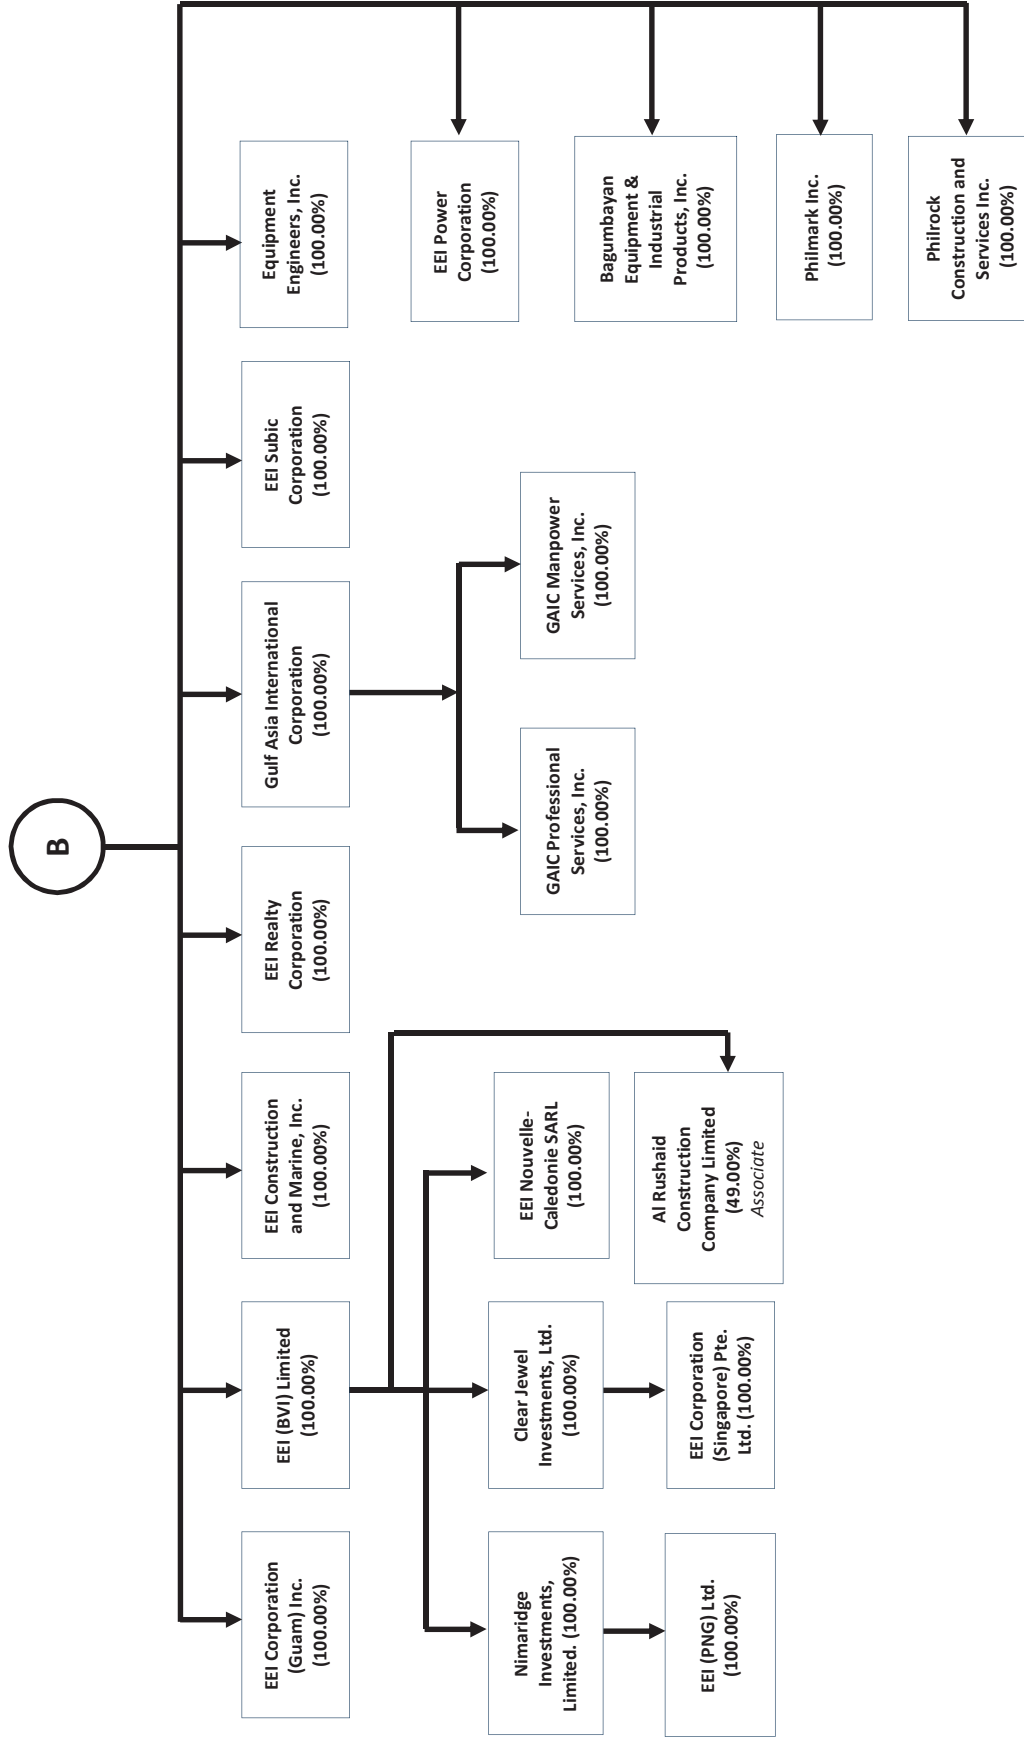 B
EEI Corporation
(Guam) Inc.
(100.00%)
EEI (BVI) Limited
(100.00%)
EEI Construction
and Marine, Inc.
(100.00%)
EEI Realty
Corporation
(100.00%)
Gulf Asia International
Corporation
(100.00%)
EEI Subic
Corporation
(100.00%)
Equipment
Engineers, Inc.
(100.00%)
EEI Power
Corporation
(100.00%)
Bagumbayan
Equipment &
Industrial
Products, Inc.
(100.00%)
Philmark Inc.
(100.00%)
Philrock
Construction and
Services Inc.
(100.00%)
Nimaridge
Investments,
Limited. (100.00%)
Clear Jewel
Investments, Ltd.
(100.00%)
EEI Nouvelle-
Caledonie SARL
(100.00%)
GAIC Professional
Services, Inc.
(100.00%)
GAIC Manpower
Services, Inc.
(100.00%)
EEI (PNG) Ltd.
(100.00%)
EEI Corporation
(Singapore) Pte.
Ltd. (100.00%)
Al Rushaid
Construction
Company Limited
(49.00%)
Associate